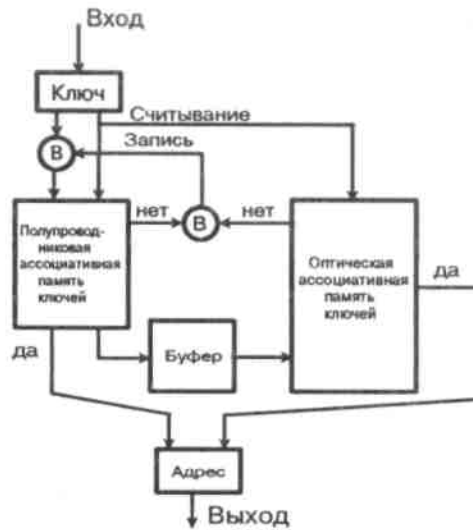 Вход
Ключ
Считывание
В
Запись
нет
В
нет
Полупровод-
никовая
ассоциативная
память
ключей
Оптическая
ассоциативная
память
ключей
да
да
Буфер
Адрес
Выход